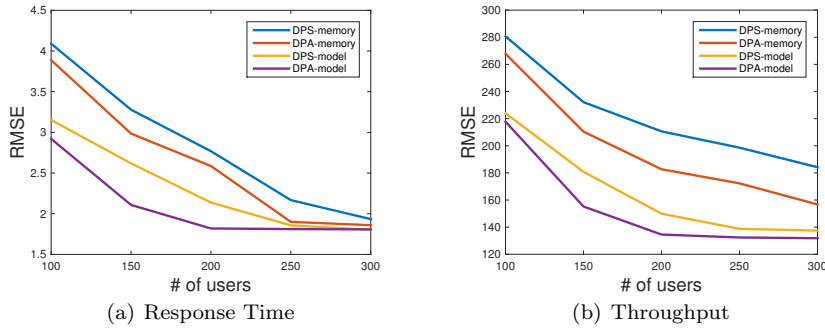 4.5
4
3.5
3
2.5
2
1.5
RMSE
100
150
200
250
300
# of users
DPS-memory
DPA-memory
DPS-model
DPA-model
(a) Response Time
300
280
260
240
220
200
180
160
140
120
RMSE
100
150
200
250
300
# of users
DPS-memory
DPA-memory
DPS-model
DPA-model
(b) Throughput